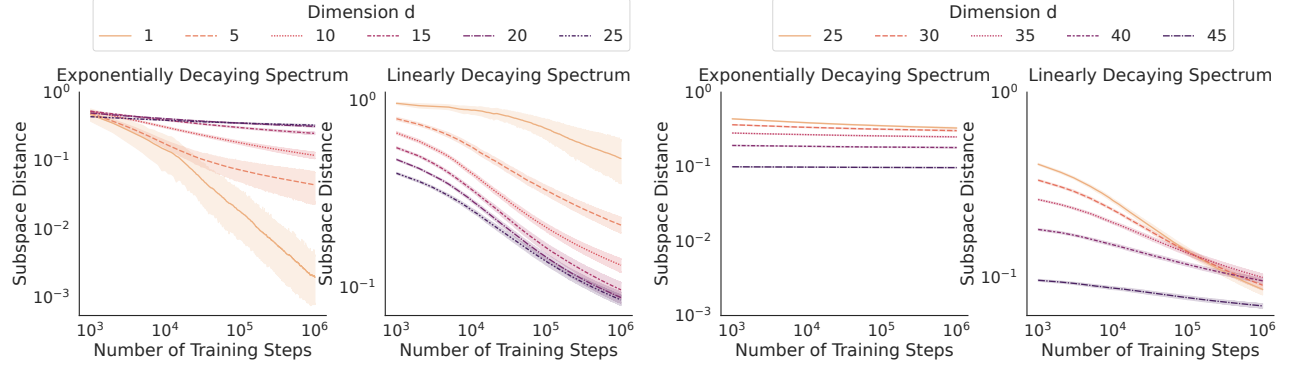 Dimension d
1 5 10 15 20 25
Dimension d
25 30 35 40 45
Exponentially Decaying Spectrum
Subspace Distance
10^0
10^-1
10^-2
10^-3
10^3 10^4 10^5 10^6
Number of Training Steps
Linearly Decaying Spectrum
Subspace Distance
10^0
10^-1
10^3 10^4 10^5 10^6
Number of Training Steps
Exponentially Decaying Spectrum
Subspace Distance
10^0
10^-1
10^-2
10^-3
10^3 10^4 10^5 10^6
Number of Training Steps
Linearly Decaying Spectrum
Subspace Distance
10^0
10^-1
10^3 10^4 10^5 10^6
Number of Training Steps